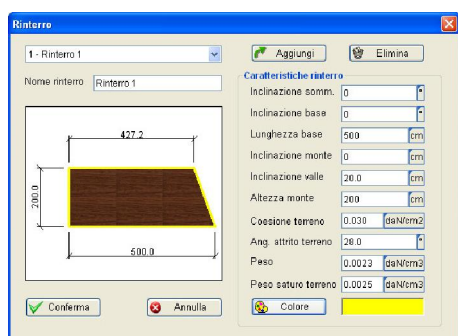 Rinterro
1 - Rinterro 1
Aggiungi
Elimina
Nome rinterro
Rinterro 1
427.2
200.0
500.0
Conferma
Annulla
Caratteristiche rinterro
Inclinazione somm. 0 °
Inclinazione base 0 °
Lunghezza base 500 cm
Inclinazione monte 0 cm
Inclinazione valle 20.0 cm
Altezza monte 200 cm
Coesione terreno 0.030 daN/cm2
Ang. attrito terreno 28.0 °
Peso 0.0023 daN/cm3
Peso saturo terreno 0.0025 daN/cm3
Colore